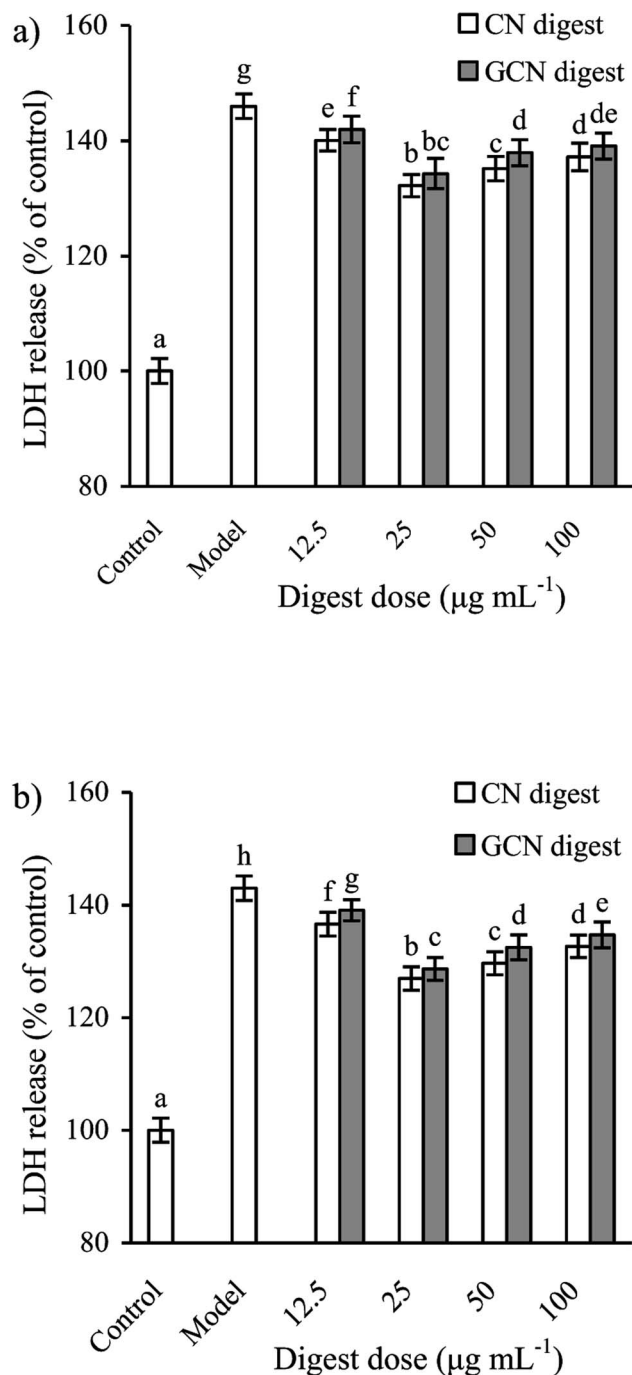 a)
160
140
120
100
80
LDH release (% of control)
CN digest
GCN digest
a
g
e
f
b
bc
c
d
d
de
Control
Model
12.5
25
50
100
Digest dose (µg mL⁻¹)
b)
160
140
120
100
80
LDH release (% of control)
CN digest
GCN digest
a
h
f
g
b
c
c
d
d
e
Control
Model
12.5
25
50
100
Digest dose (µg mL⁻¹)